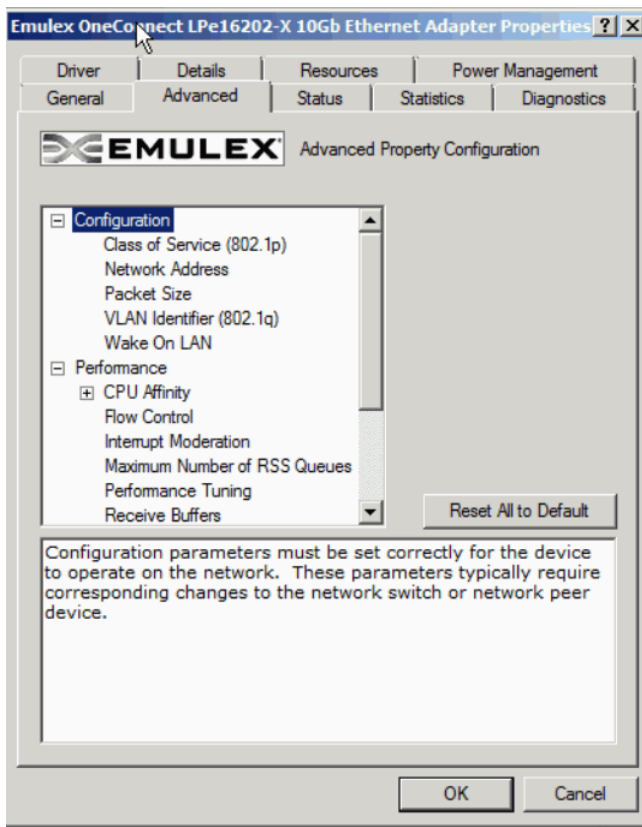 Emulex OneConnect LPe16202-X 10Gb Ethernet Adapter Properties
Driver Details Resources Power Management
General Advanced Status Statistics Diagnostics
EMULEX Advanced Property Configuration
Configuration
Class of Service (802.1p)
Network Address
Packet Size
VLAN Identifier (802.1q)
Wake On LAN
Performance
CPU Affinity
Flow Control
Interrupt Moderation
Maximum Number of RSS Queues
Performance Tuning
Receive Buffers
Reset All to Default
Configuration parameters must be set correctly for the device
to operate on the network. These parameters typically require
corresponding changes to the network switch or network peer
device.
OK Cancel